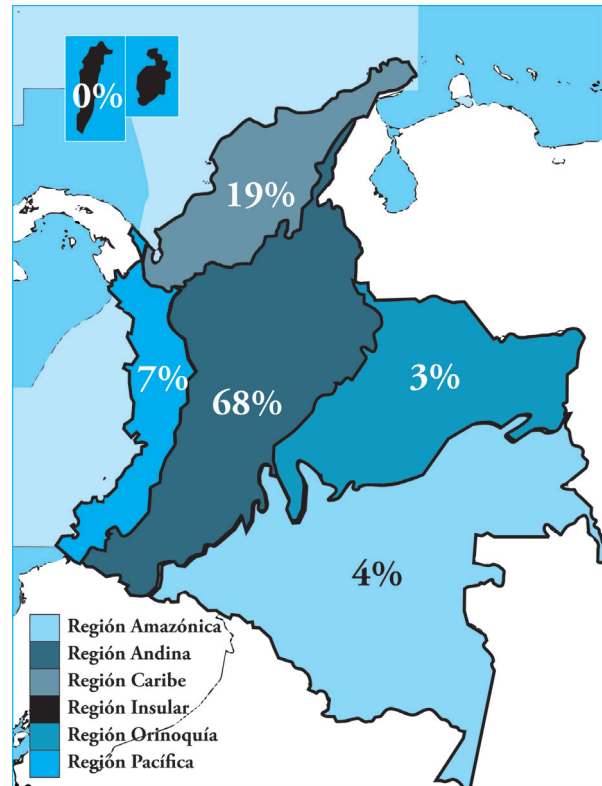 0%
19%
7%
68%
3%
4%
Región Amazónica
Región Andina
Región Caribe
Región Insular
Región Orinoquía
Región Pacífica